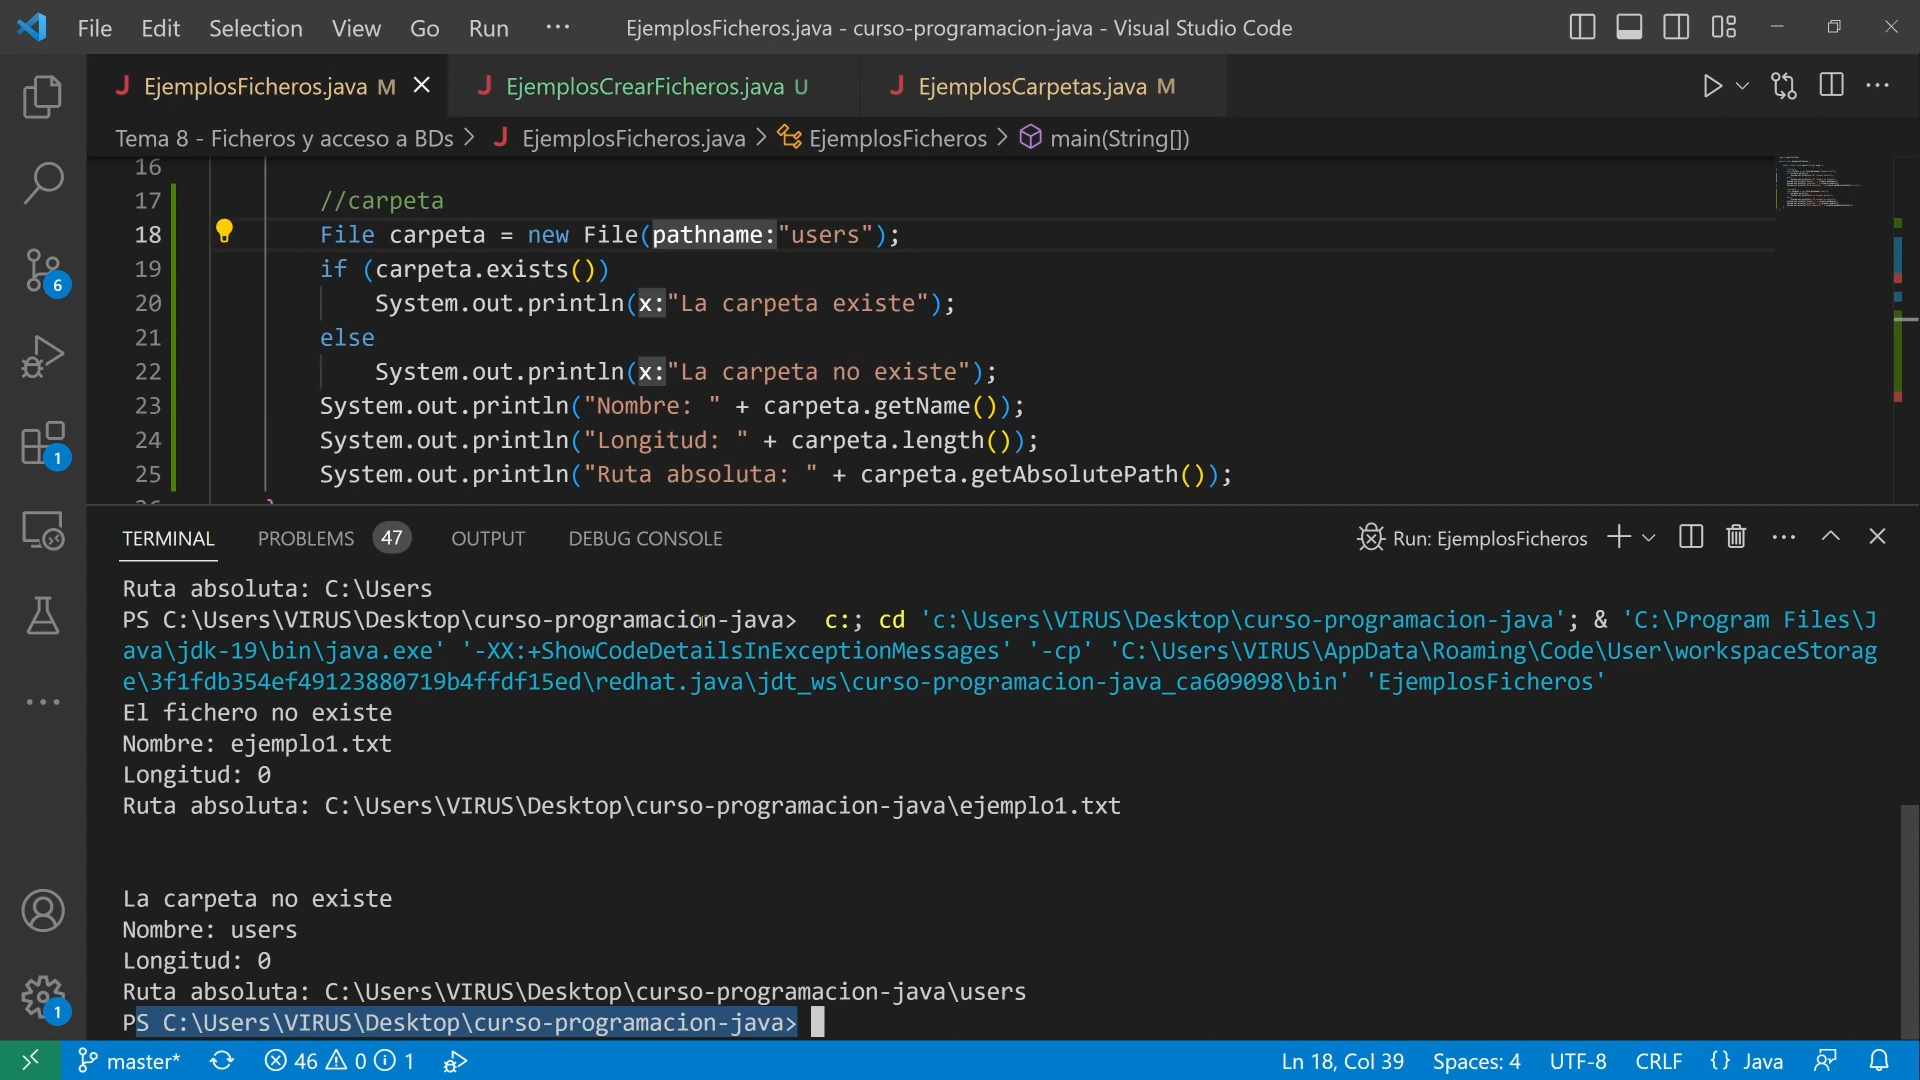 File Edit Selection View Go Run ··· EjemplosFicheros.java - curso-programacion-java - Visual Studio Code
EjemplosFicheros.java M EjemplosCrearFicheros.java U EjemplosCarpetas.java M
Tema 8 - Ficheros y acceso a BDs > EjemplosFicheros.java > EjemplosFicheros > main(String[])
16
17 //carpeta
18 File carpeta = new File(pathname:"users");
19 if (carpeta.exists())
20 System.out.println(x:"La carpeta existe");
21 else
22 System.out.println(x:"La carpeta no existe");
23 System.out.println("Nombre: " + carpeta.getName());
24 System.out.println("Longitud: " + carpeta.length());
25 System.out.println("Ruta absoluta: " + carpeta.getAbsolutePath());
6
1
TERMINAL PROBLEMS 47 OUTPUT DEBUG CONSOLE Run: EjemplosFicheros
Ruta absoluta: C:\Users
PS C:\Users\VIRUS\Desktop\curso-programacion-java> c:; cd 'c:\Users\VIRUS\Desktop\curso-programacion-java'; & 'C:\Program Files\J
ava\jdk-19\bin\java.exe' '-XX:+ShowCodeDetailsInExceptionMessages' '-cp' 'C:\Users\VIRUS\AppData\Roaming\Code\User\workspaceStorag
e\3f1fdb354ef49123880719b4ffdf15ed\redhat.java\jdt_ws\curso-programacion-java_ca609098\bin' 'EjemplosFicheros'
El fichero no existe
Nombre: ejemplo1.txt
Longitud: 0
Ruta absoluta: C:\Users\VIRUS\Desktop\curso-programacion-java\ejemplo1.txt
La carpeta no existe
Nombre: users
Longitud: 0
Ruta absoluta: C:\Users\VIRUS\Desktop\curso-programacion-java\users
PS C:\Users\VIRUS\Desktop\curso-programacion-java>
1
master* 46 0 1 Ln 18, Col 39 Spaces: 4 UTF-8 CRLF {} Java